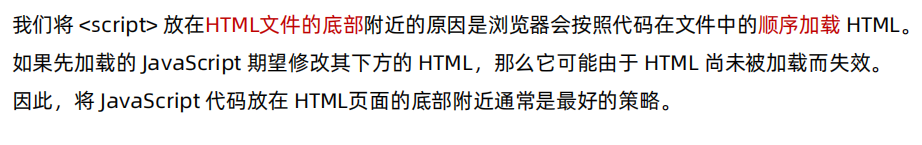 我们将 <script> 放在HTML文件的底部附近的原因是浏览器会按照代码在文件中的顺序加载 HTML。
如果先加载的 JavaScript 期望修改其下方的 HTML，那么它可能由于 HTML 尚未被加载而失效。
因此，将 JavaScript 代码放在 HTML页面的底部附近通常是最好的策略。